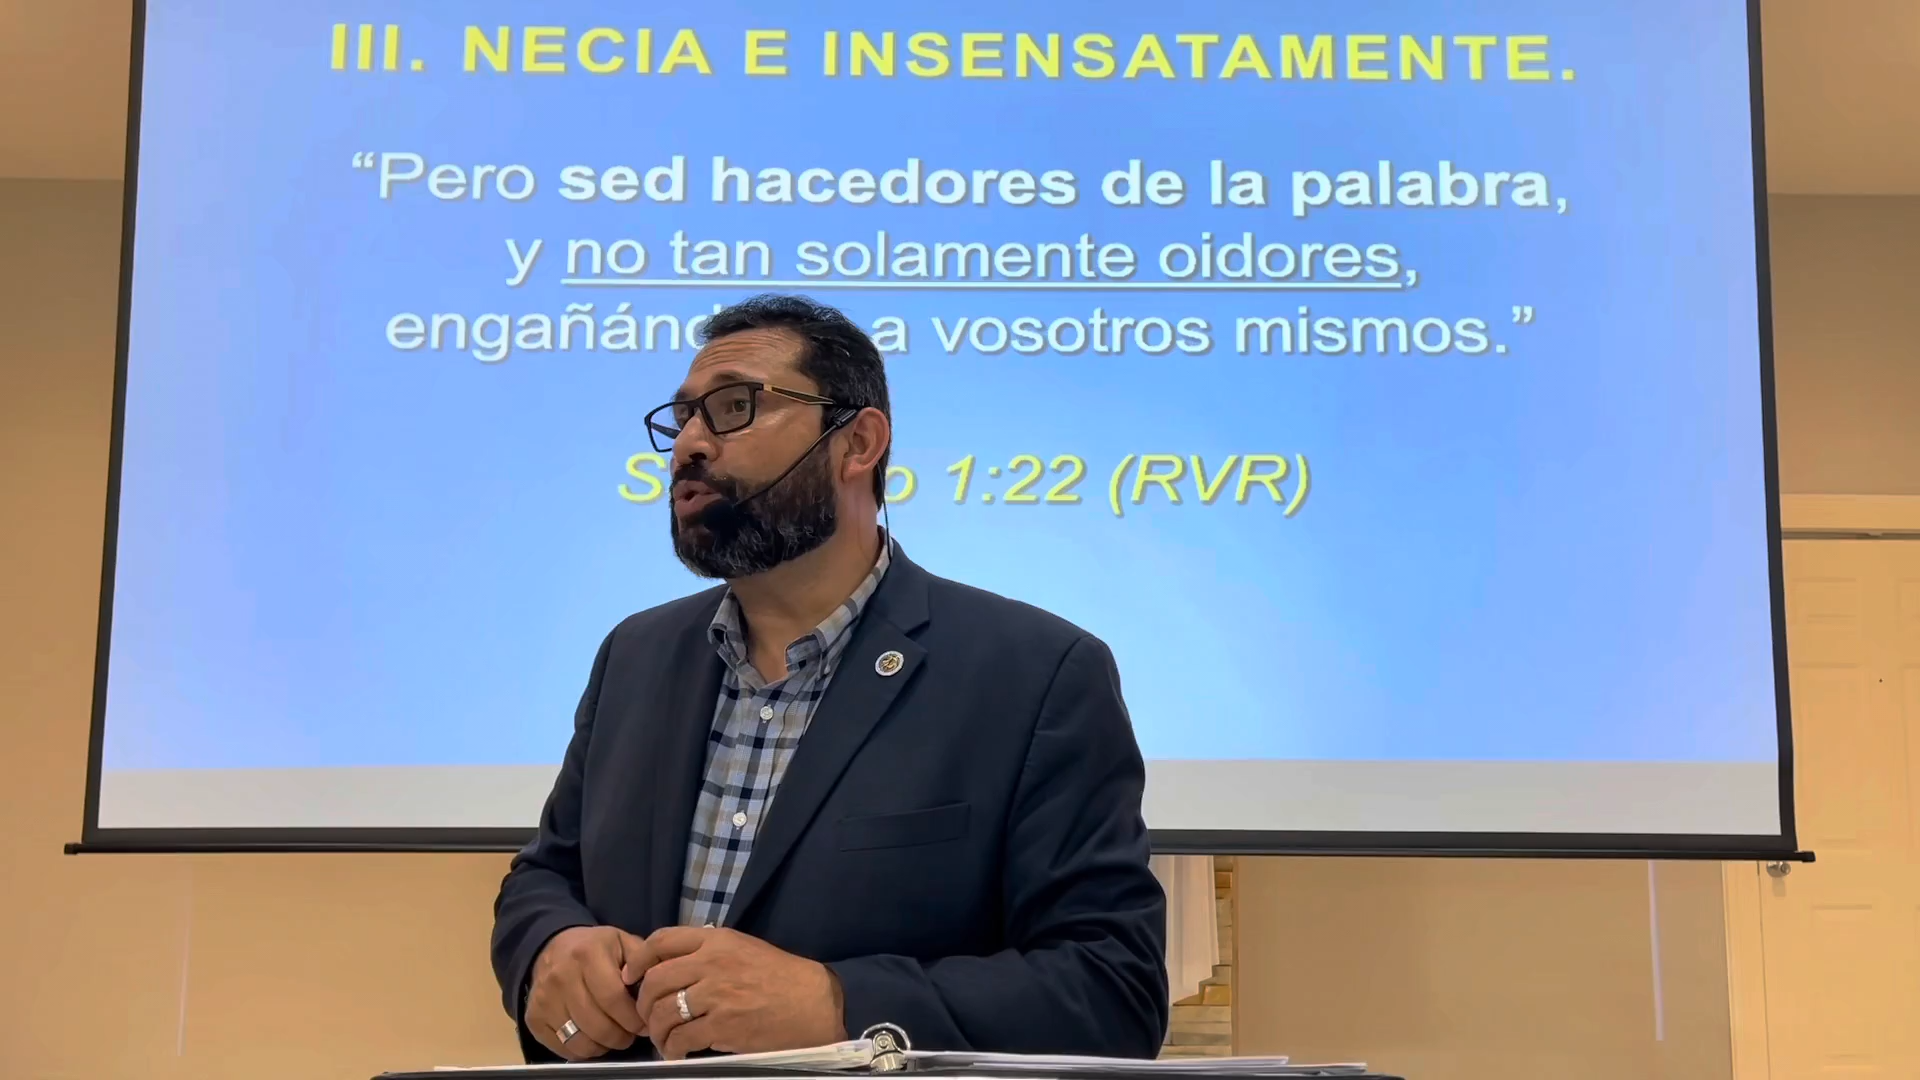 III. NECIA E INSENSATAMENTE.
“Pero sed hacedores de la palabra,
y no tan solamente oidores,
a vosotros mismos.”
1:22 (RVR)